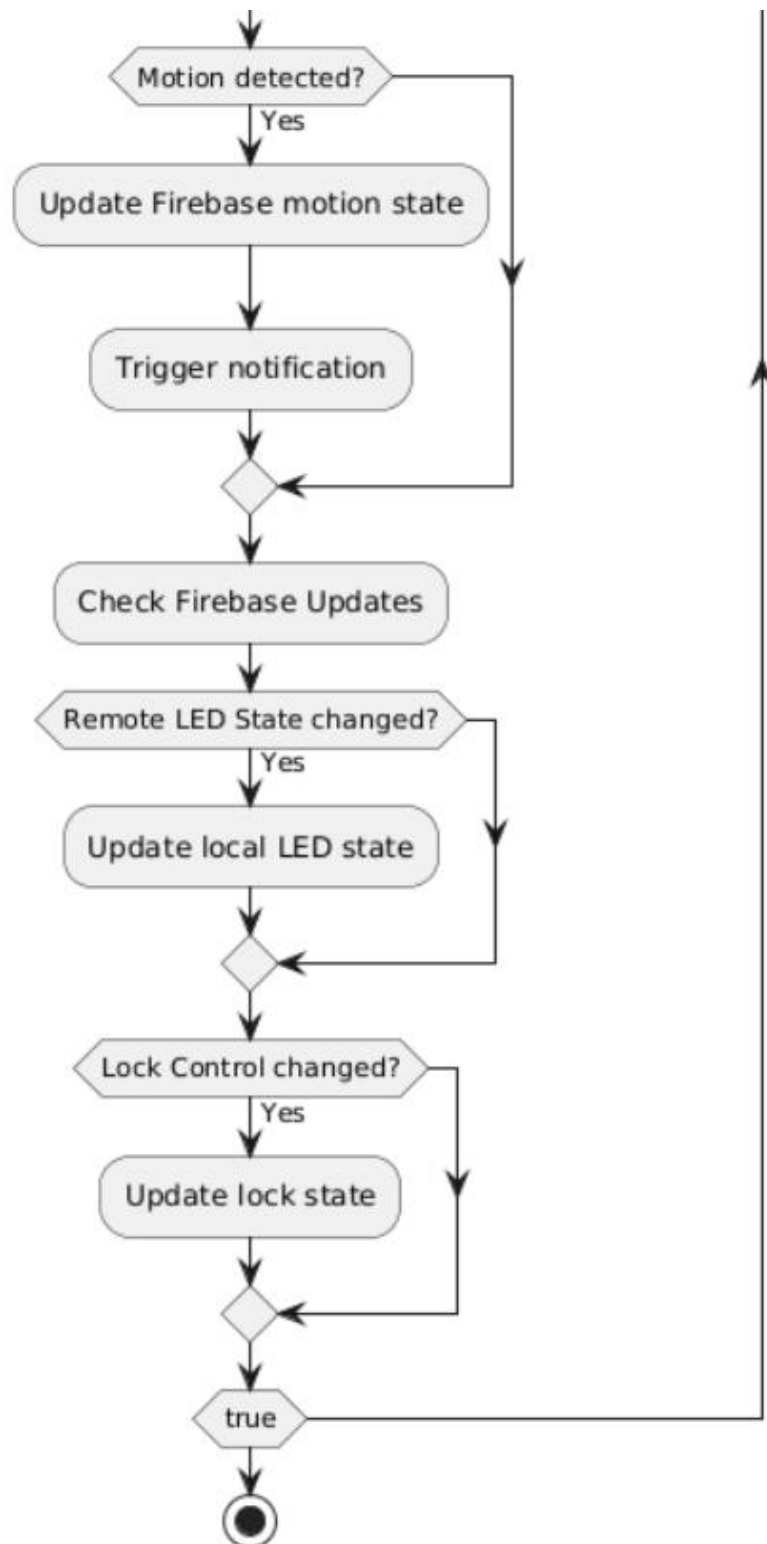 Motion detected?
Yes
Update Firebase motion state
Trigger notification
Check Firebase Updates
Remote LED State changed?
Yes
Update local LED state
Lock Control changed?
Yes
Update lock state
true